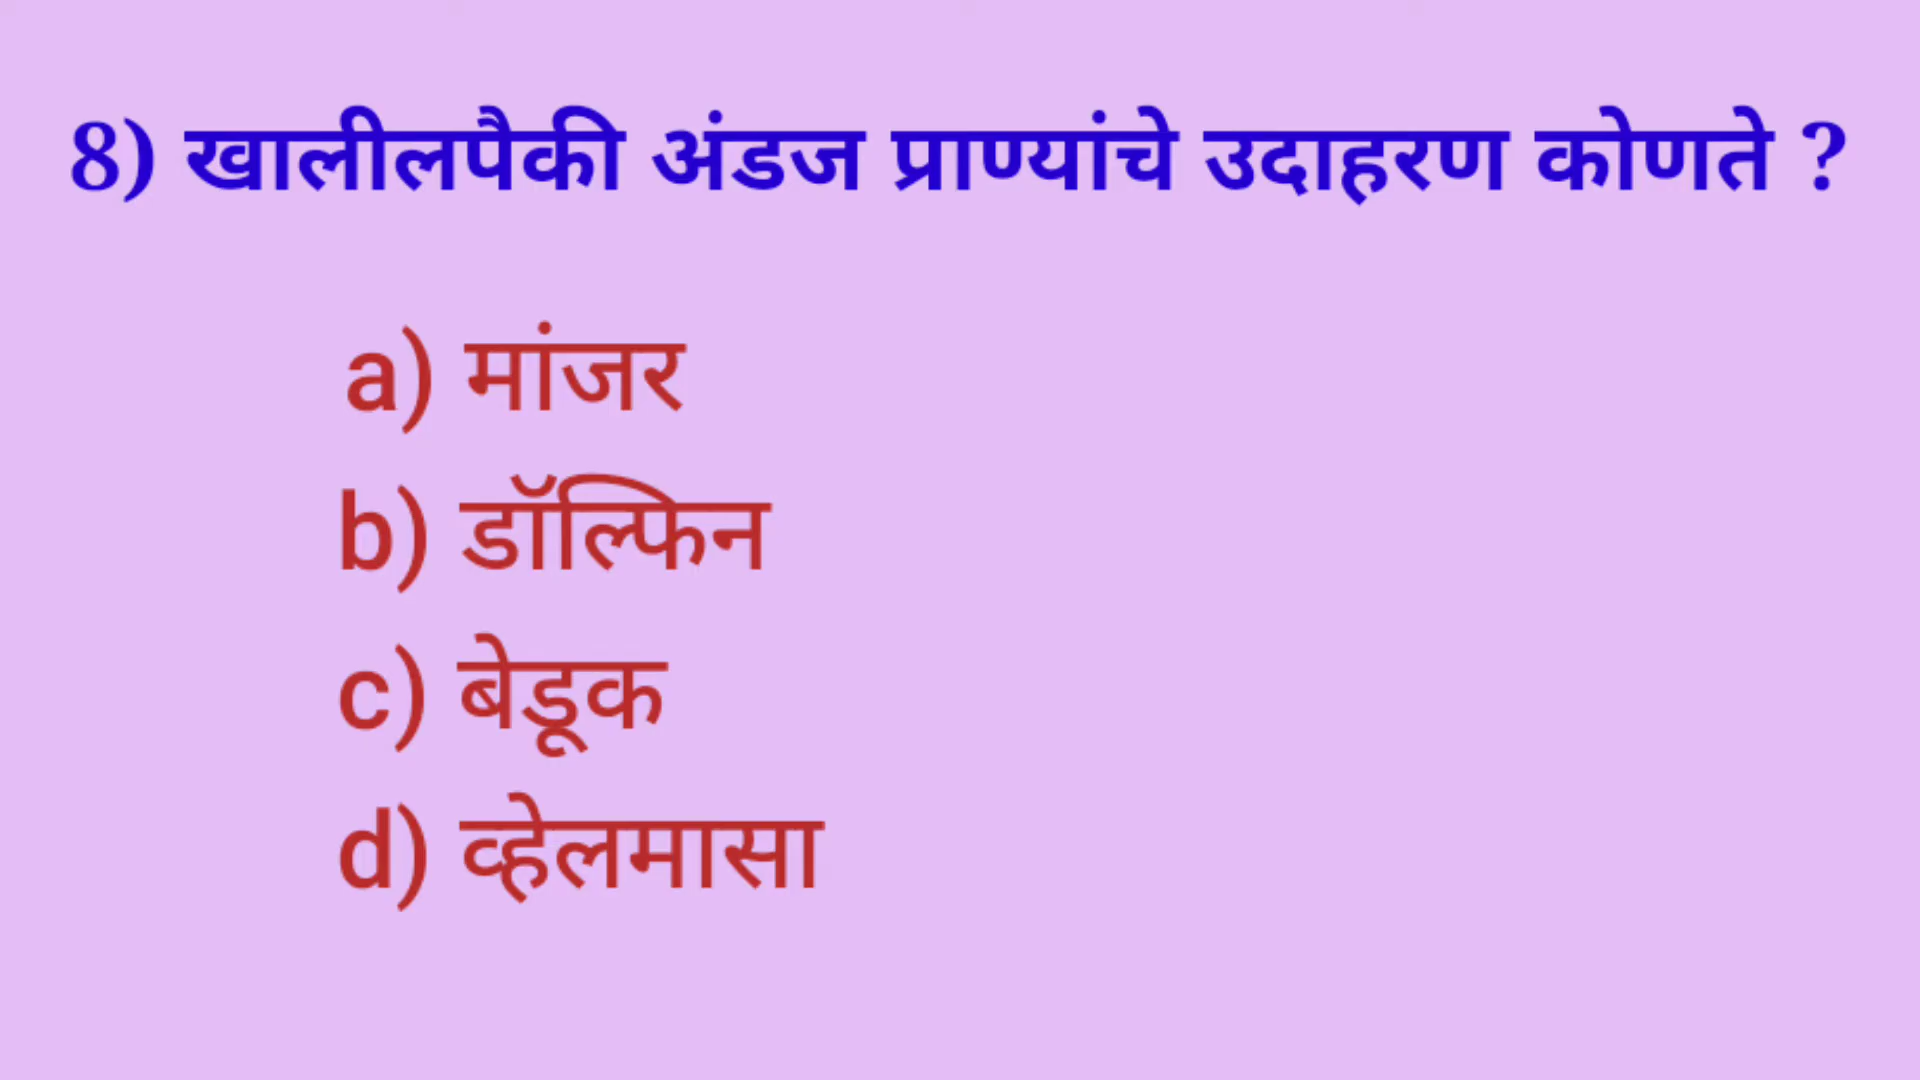 8) खालीलपैकी अंडज प्राण्यांचे उदाहरण कोणते ?
a) मांजर
b) डॉल्फिन
c) बेडूक
d) व्हेलमासा